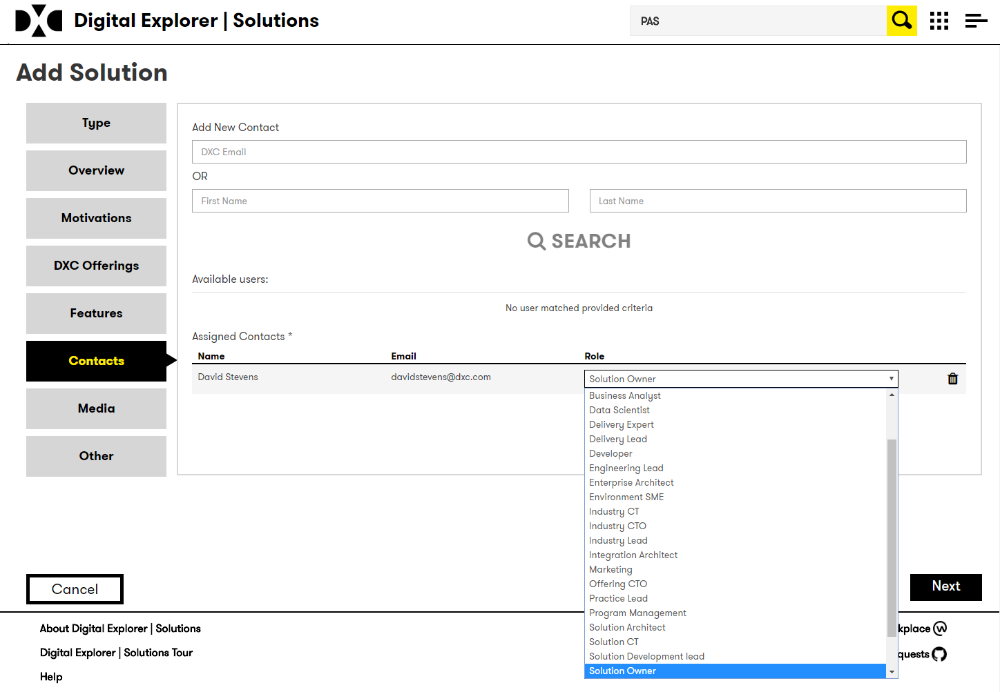 DXC Digital Explorer | Solutions
PAS
Add Solution
Type
Overview
Motivations
DXC Offerings
Features
Contacts
Media
Other
Add New Contact
DXC Email
OR
First Name Last Name
SEARCH
Available users:
No user matched provided criteria
Assigned Contacts *
Name Email Role
David Stevens davidstevens@dxc.com Solution Owner
Business Analyst
Data Scientist
Delivery Expert
Delivery Lead
Developer
Engineering Lead
Enterprise Architect
Environment SME
Industry CT
Industry CTO
Industry Lead
Integration Architect
Marketing
Offering CTO
Practice Lead
Program Management
Solution Architect
Solution CT
Solution Development lead
Solution Owner
Cancel
Next
About Digital Explorer | Solutions
Digital Explorer | Solutions Tour
Help
kplace
quests